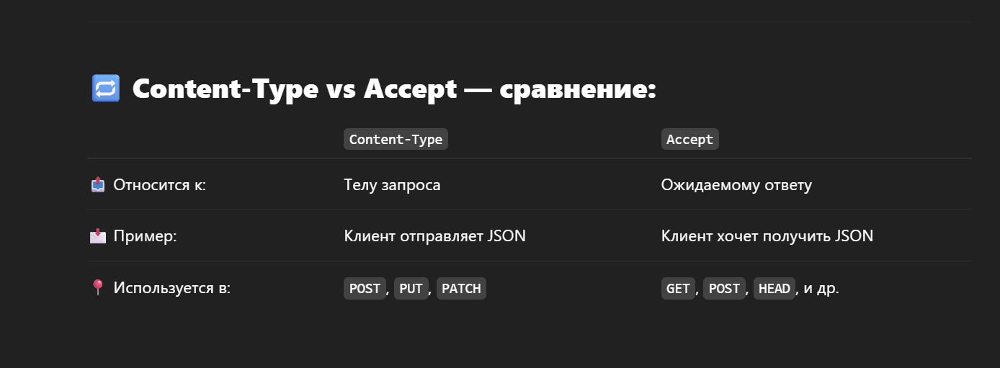 Content-Type vs Accept — сравнение:
Content-Type Accept
Относится к: Телу запроса Ожидаемому ответу
Пример: Клиент отправляет JSON Клиент хочет получить JSON
Используется в: POST, PUT, PATCH GET, POST, HEAD, и др.